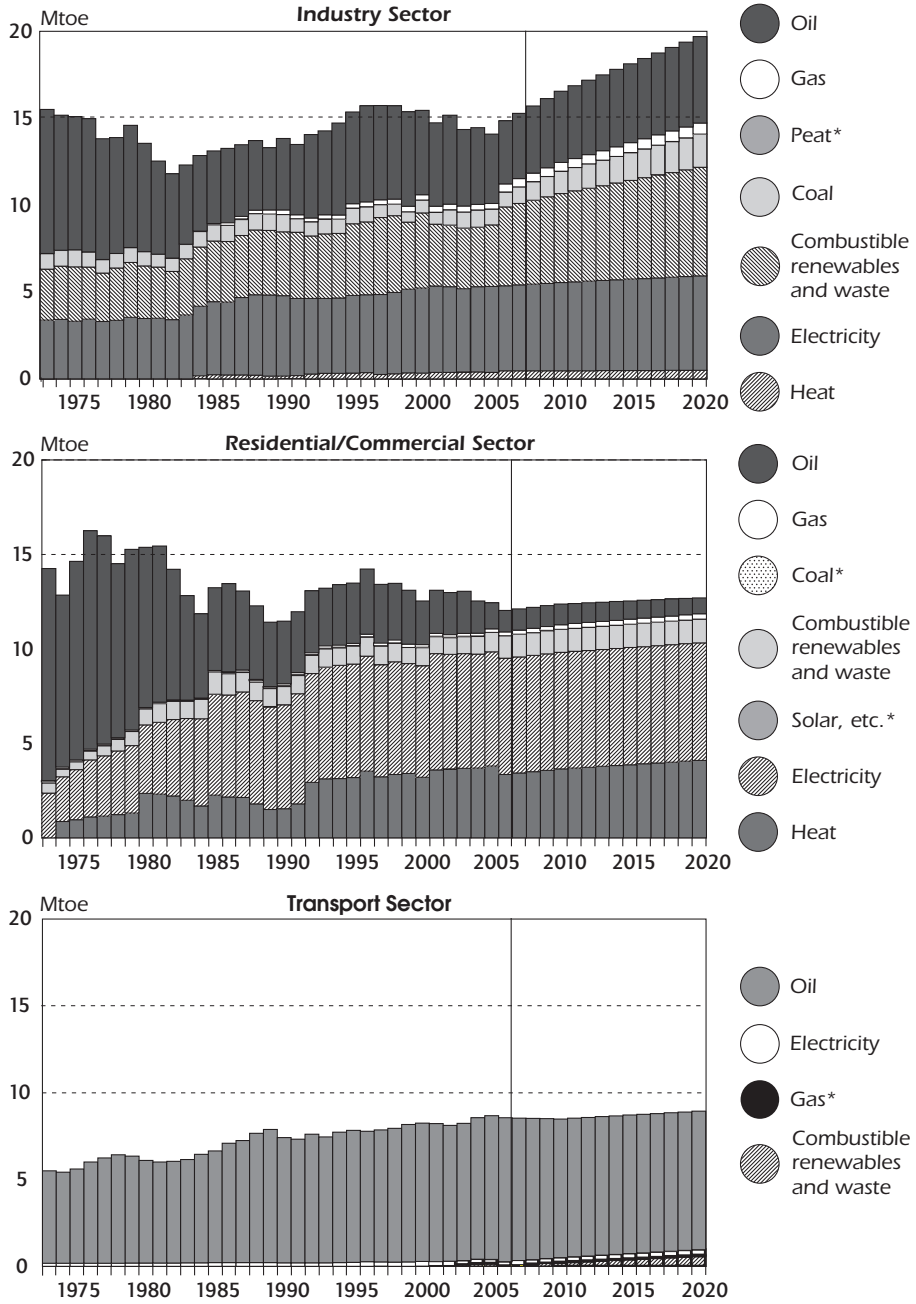 Mtoe
Industry Sector
20
15
10
5
0
1975 1980 1985 1990 1995 2000 2005 2010 2015 2020
Oil
Gas
Peat*
Coal
Combustible
renewables
and waste
Electricity
Heat
Mtoe
Residential/Commercial Sector
20
15
10
5
0
1975 1980 1985 1990 1995 2000 2005 2010 2015 2020
Oil
Gas
Coal*
Combustible
renewables
and waste
Solar, etc.*
Electricity
Heat
Mtoe
Transport Sector
20
15
10
5
0
1975 1980 1985 1990 1995 2000 2005 2010 2015 2020
Oil
Electricity
Gas*
Combustible
renewables
and waste